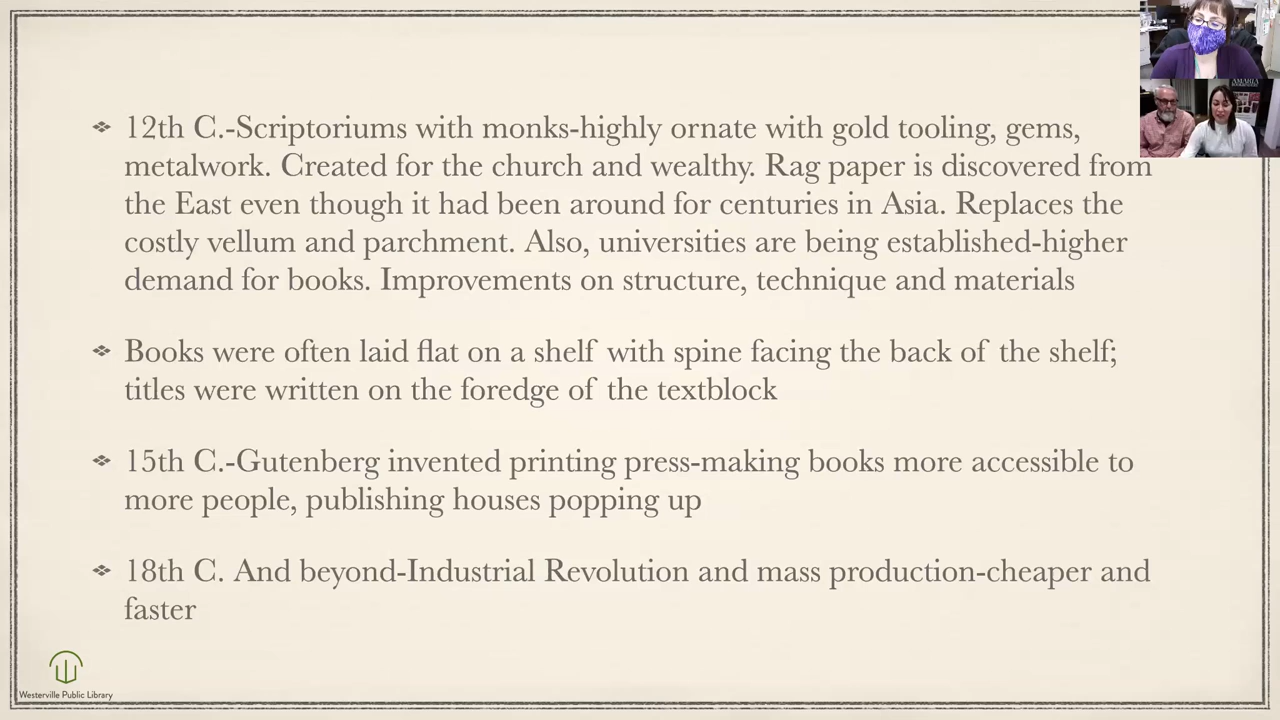 12th C.-Scriptoriums with monks-highly ornate with gold tooling, gems,
metalwork. Created for the church and wealthy. Rag paper is discovered from
the East even though it had been around for centuries in Asia. Replaces the
costly vellum and parchment. Also, universities are being established-higher
demand for books. Improvements on structure, technique and materials
Books were often laid flat on a shelf with spine facing the back of the shelf;
titles were written on the foredge of the textblock
15th C.-Gutenberg invented printing press-making books more accessible to
more people, publishing houses popping up
18th C. And beyond-Industrial Revolution and mass production-cheaper and
faster
Westerville Public Library